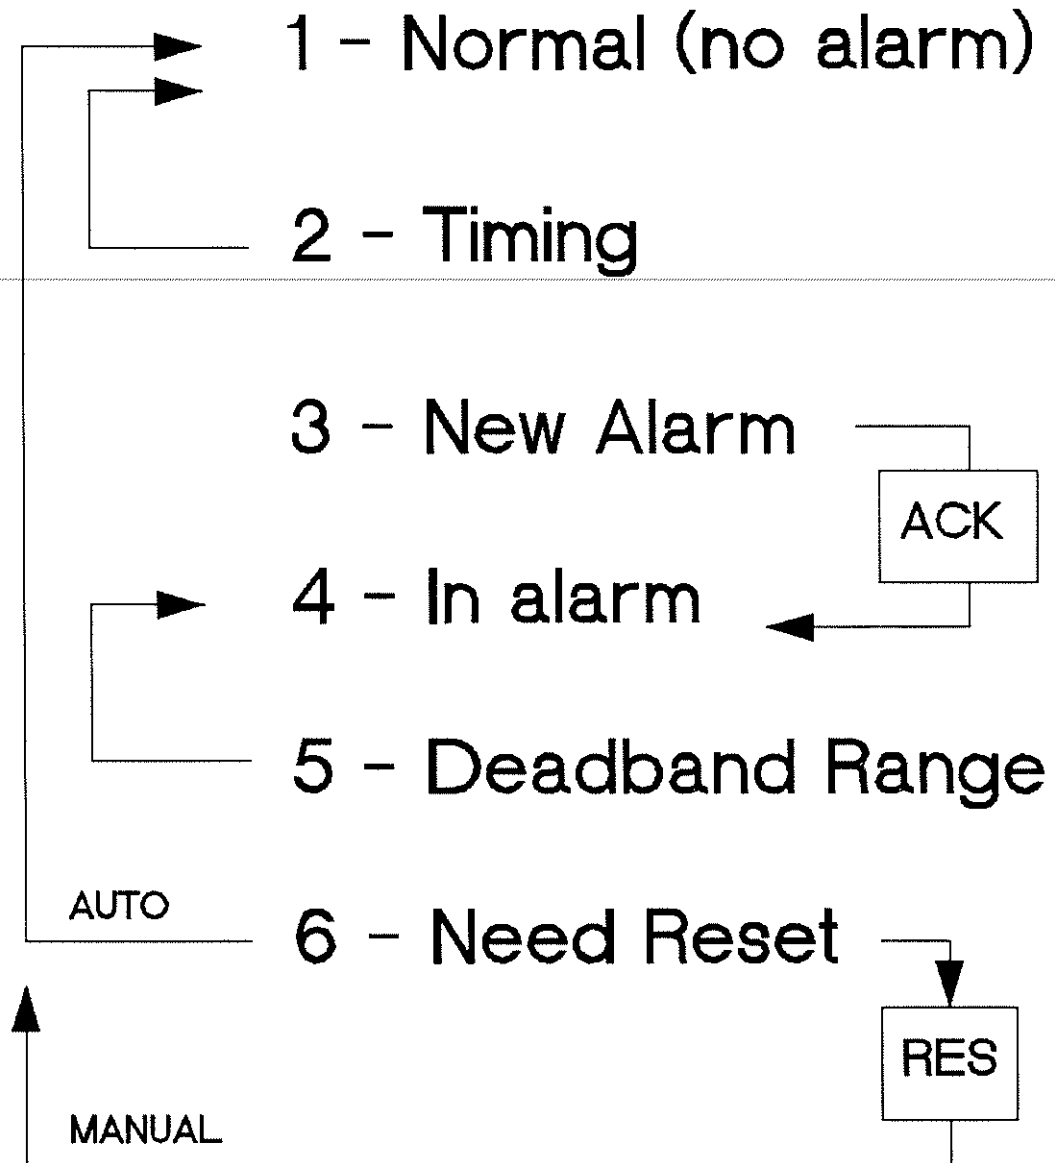 1 - Normal (no alarm)
2 - Timing
3 - New Alarm
ACK
4 - In alarm
5 - Deadband Range
AUTO
6 - Need Reset
RES
MANUAL